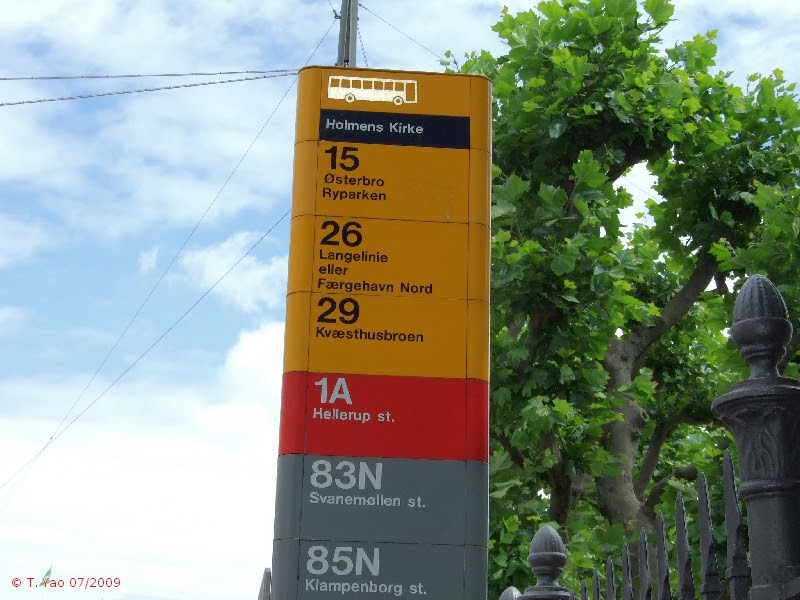 Holmens Kirke
15
Østerbro
Ryparken
26
Langelinie
eller
Færgehavn Nord
29
Kvæsthusbroen
1A
Hellerup st.
83N
Svanemøllen st.
85N
Klampenborg st.
© T. Yao 07/2009